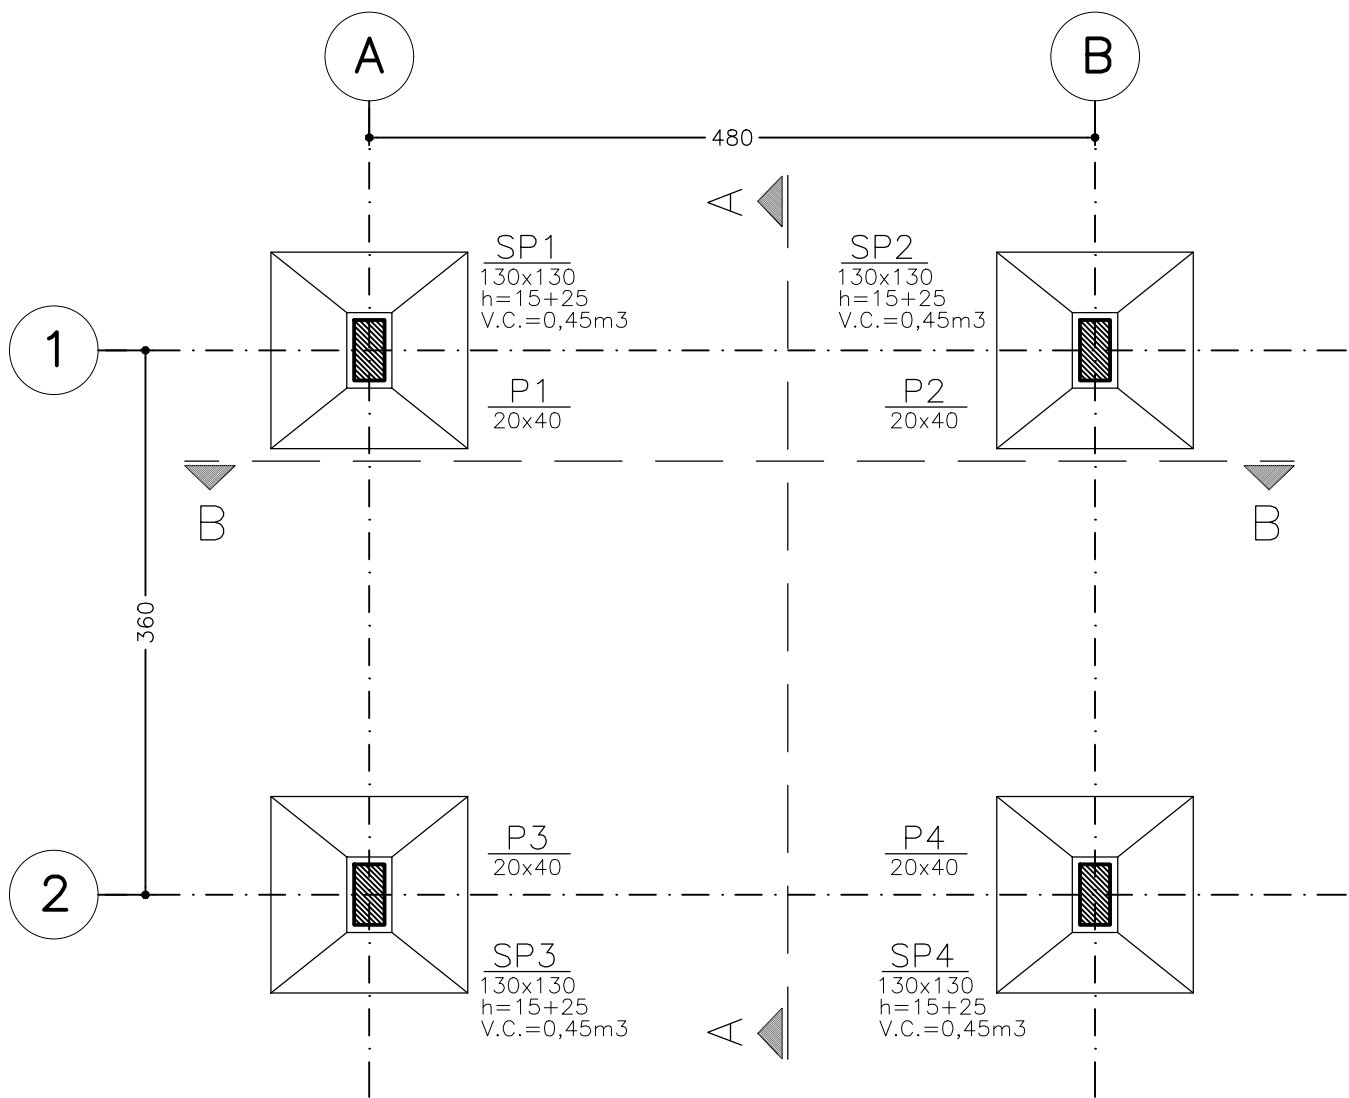 A
B
480
A
SP1
130x130
h=15+25
V.C.=0,45m3
SP2
130x130
h=15+25
V.C.=0,45m3
1
P1
20x40
P2
20x40
B
B
360
P3
20x40
P4
20x40
2
SP3
130x130
h=15+25
V.C.=0,45m3
SP4
130x130
h=15+25
V.C.=0,45m3
A